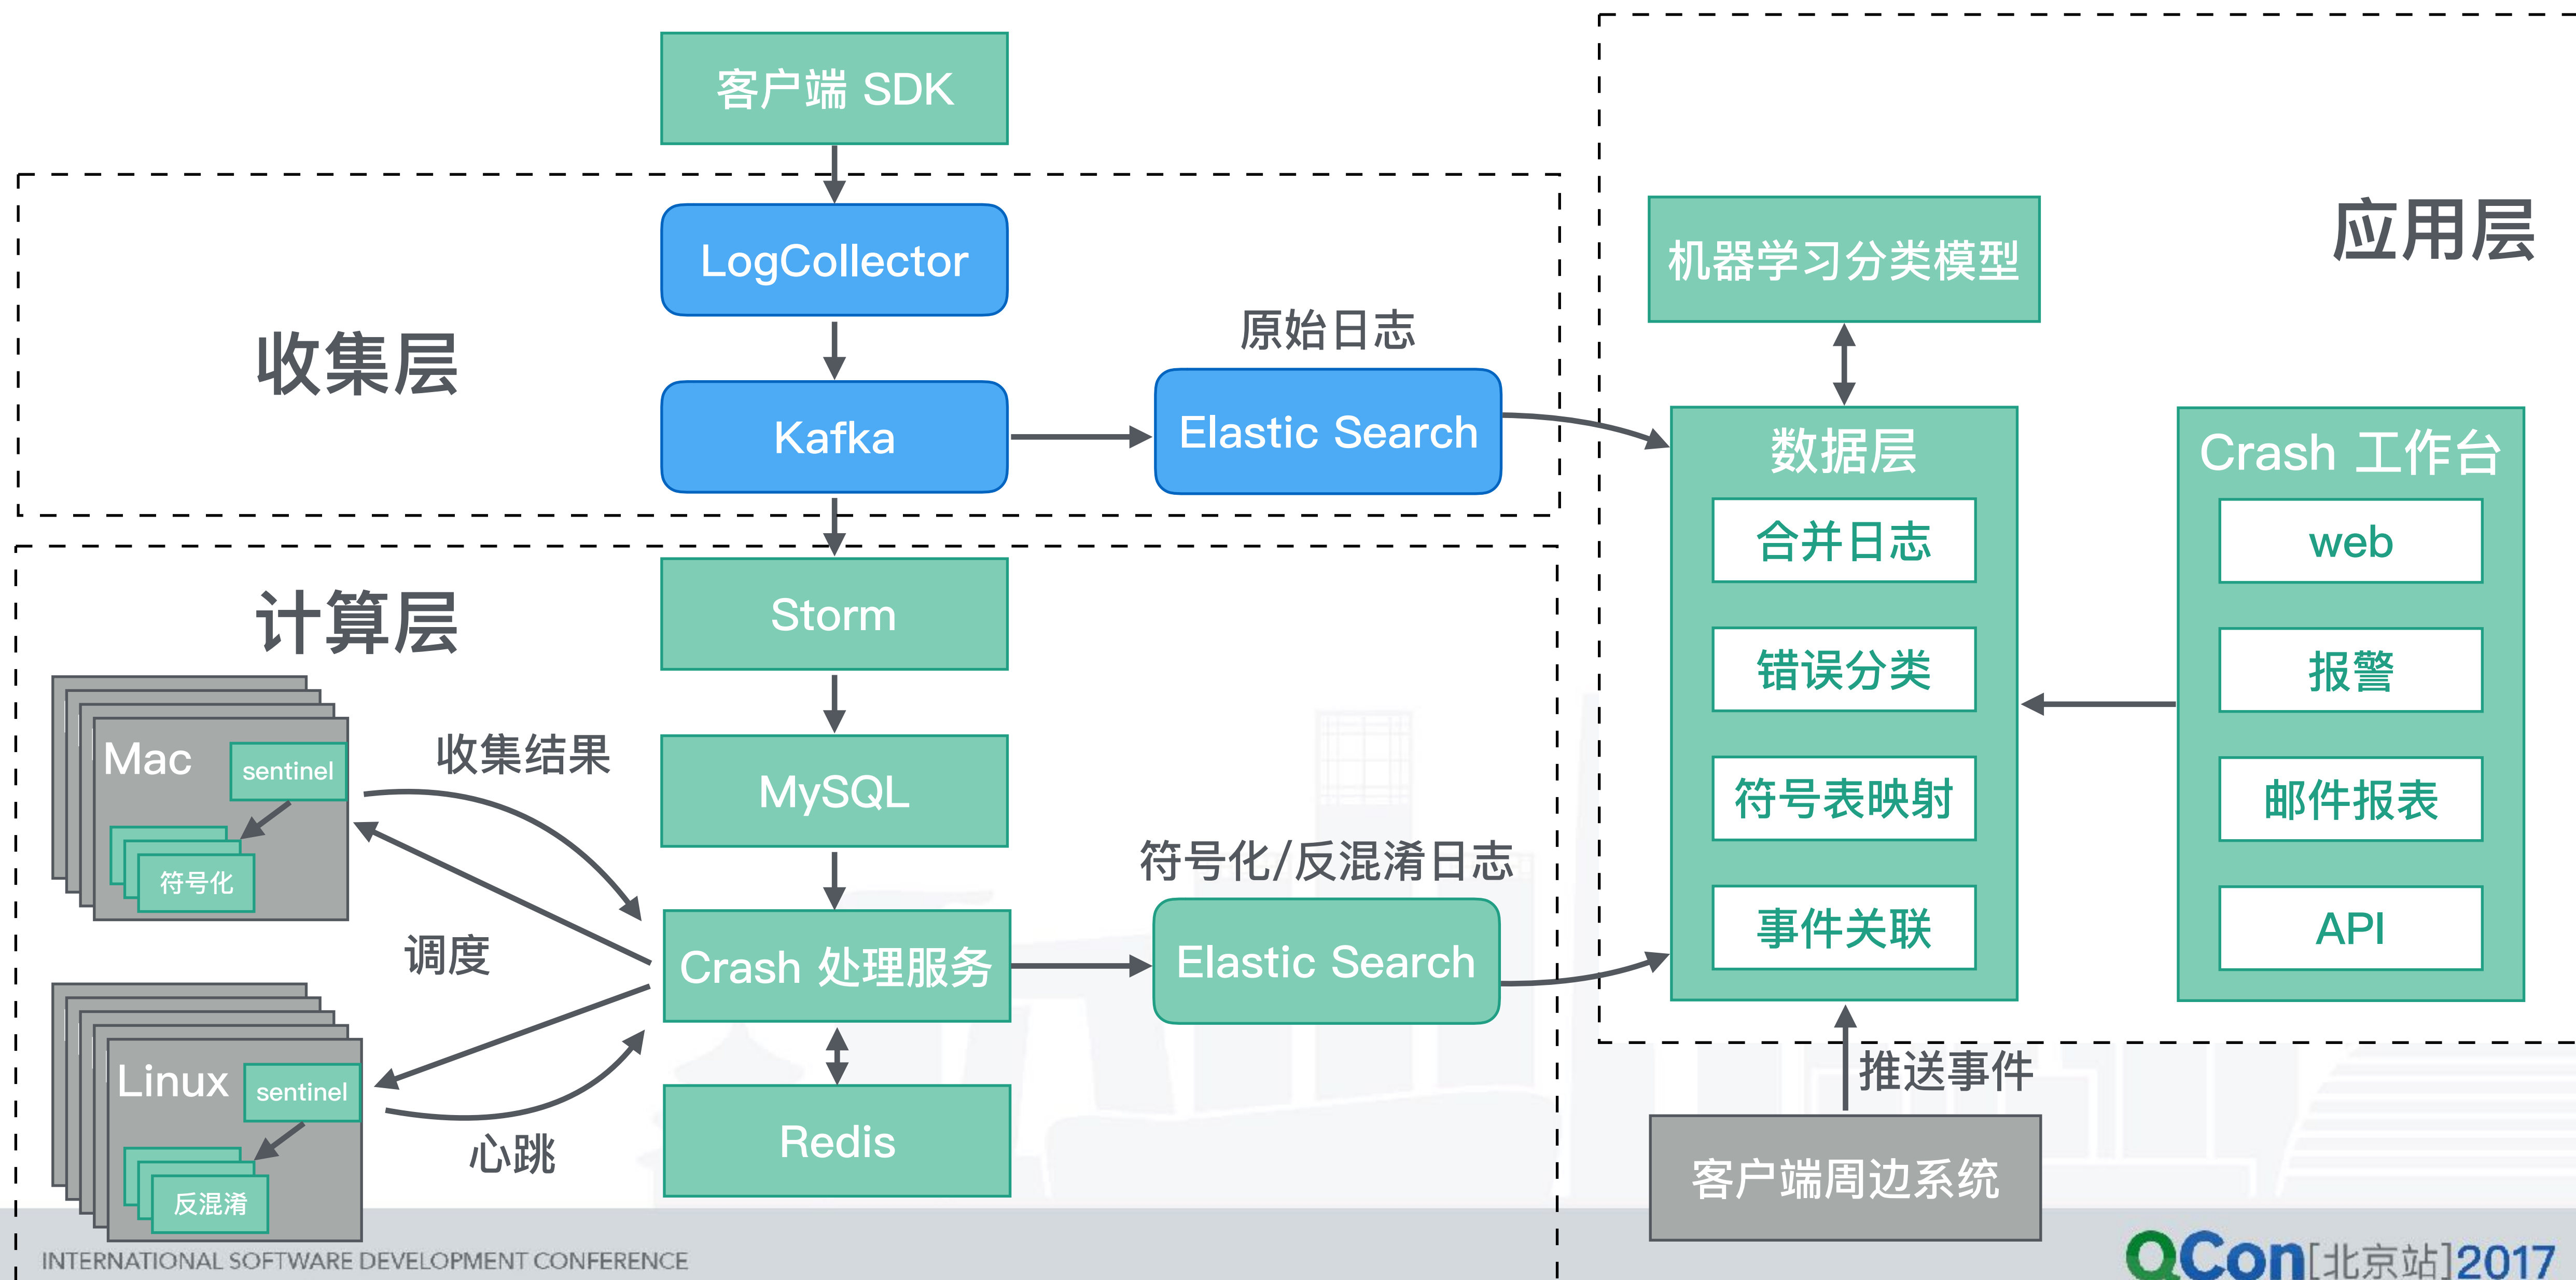 客户端 SDK
收集层
LogCollector
Kafka
原始日志
Elastic Search
计算层
Storm
MySQL
Crash 处理服务
Redis
Mac
sentinel
符号化
收集结果
调度
Linux
sentinel
反混淆
心跳
符号化/反混淆日志
Elastic Search
应用层
机器学习分类模型
数据层
合并日志
错误分类
符号表映射
事件关联
Crash 工作台
web
报警
邮件报表
API
推送事件
客户端周边系统
INTERNATIONAL SOFTWARE DEVELOPMENT CONFERENCE
QCon[北京站]2017